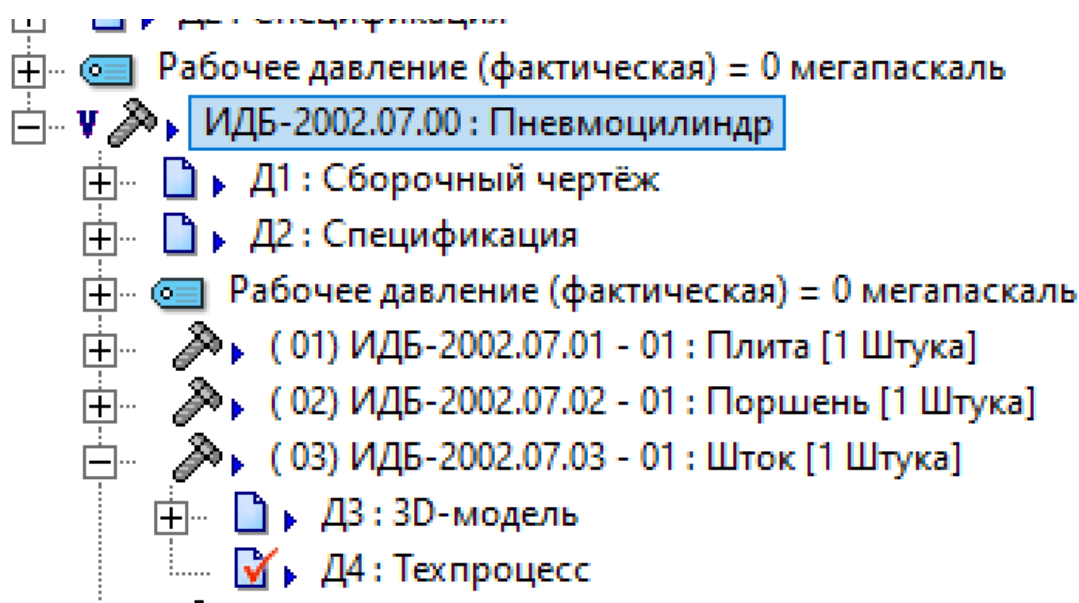 Д2 : Спецификация
Рабочее давление (фактическая) = 0 мегапаскаль
V ИДБ-2002.07.00 : Пневмоцилиндр
Д1 : Сборочный чертёж
Д2 : Спецификация
Рабочее давление (фактическая) = 0 мегапаскаль
( 01) ИДБ-2002.07.01 - 01 : Плита [1 Штука]
( 02) ИДБ-2002.07.02 - 01 : Поршень [1 Штука]
( 03) ИДБ-2002.07.03 - 01 : Шток [1 Штука]
Д3 : 3D-модель
Д4 : Техпроцесс